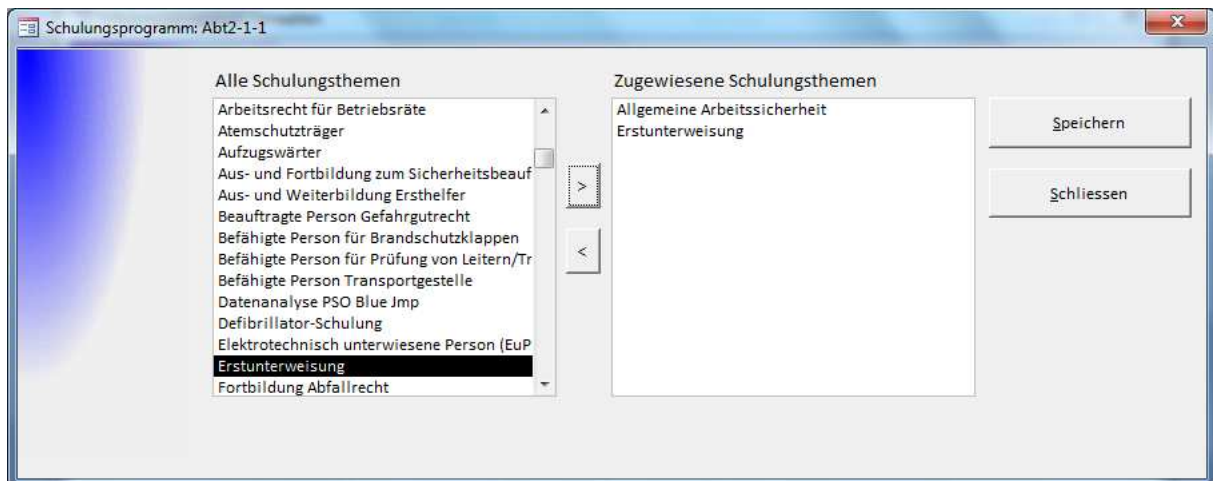 Schulungsprogramm: Abt2-1-1
Alle Schulungsthemen
Arbeitsrecht für Betriebsräte
Atemschutzträger
Aufzugswärter
Aus- und Fortbildung zum Sicherheitsbeauf
Aus- und Weiterbildung Ersthelfer
Beauftragte Person Gefahrgutrecht
Befähigte Person für Brandschutzklappen
Befähigte Person für Prüfung von Leitern/Tr
Befähigte Person Transportgestelle
Datenanalyse PSO Blue Jmp
Defibrillator-Schulung
Elektrotechnisch unterwiesene Person (EuP
Erstunterweisung
Fortbildung Abfallrecht
>
<
Zugewiesene Schulungsthemen
Allgemeine Arbeitssicherheit
Erstunterweisung
Speichern
Schliessen